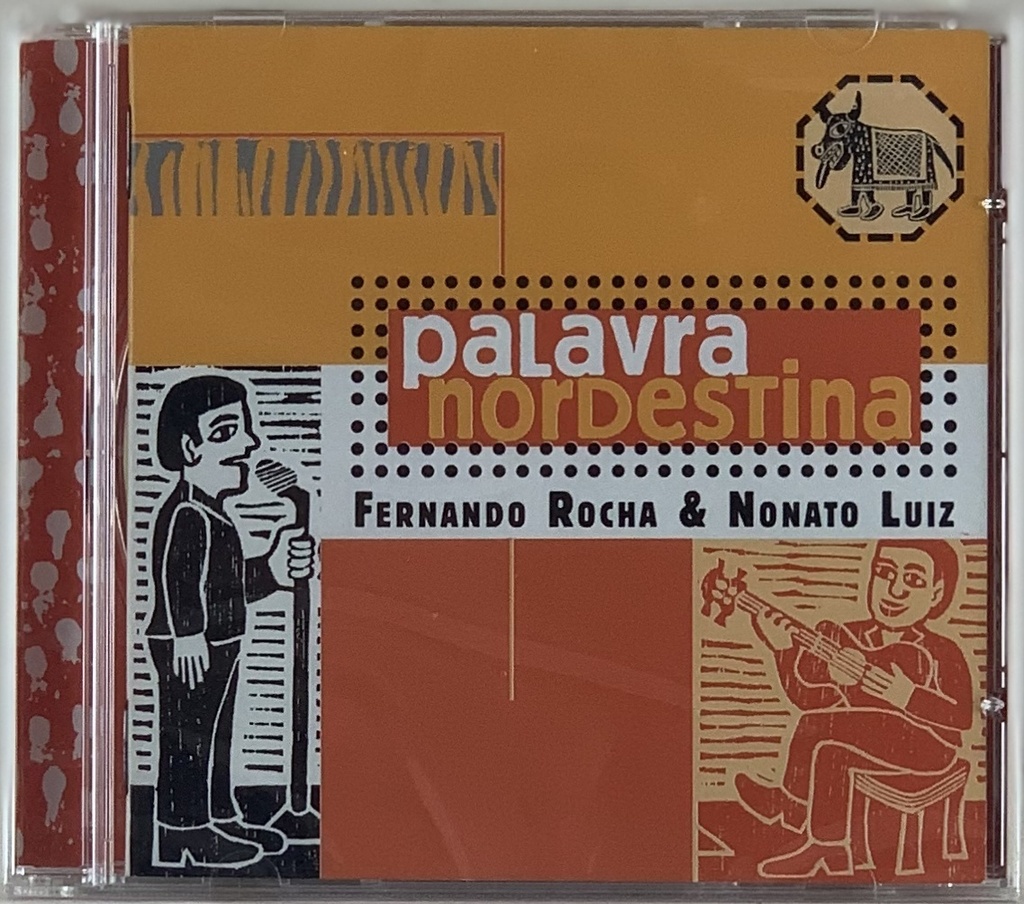 paLavra
norDesTina
FERNANDO ROCHA & NONATO LUIZ